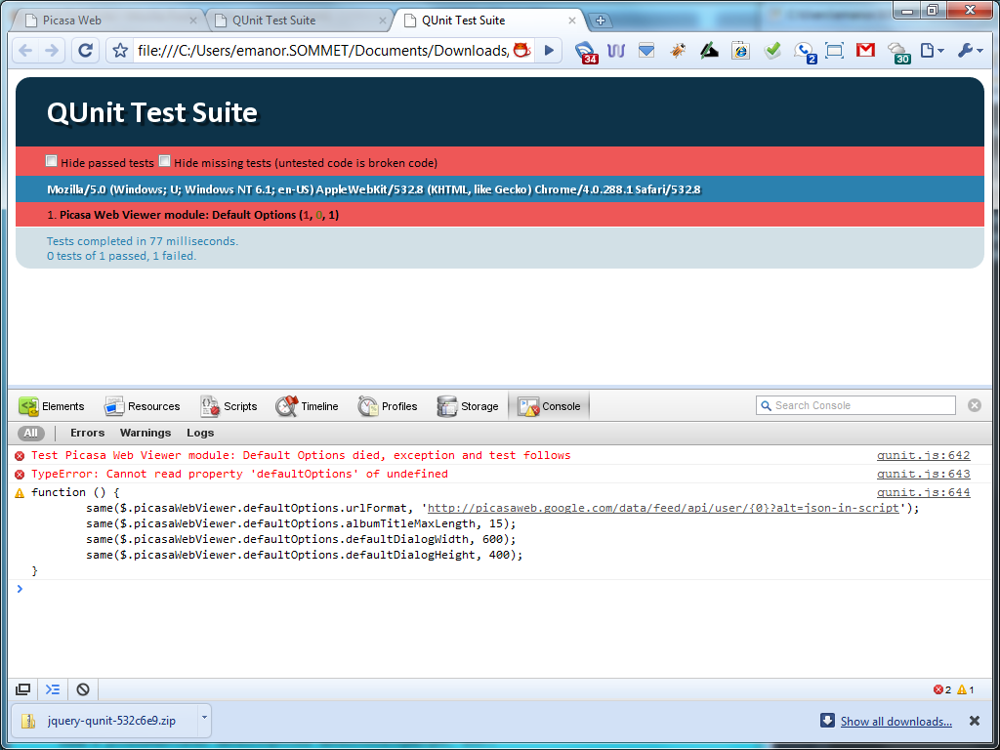 Picasa Web
QUnit Test Suite
QUnit Test Suite
file:///C:/Users/emanor.SOMMET/Documents/Downloads,
34
2
30
QUnit Test Suite
Hide passed tests Hide missing tests (untested code is broken code)
Mozilla/5.0 (Windows; U; Windows NT 6.1; en-US) AppleWebKit/532.8 (KHTML, like Gecko) Chrome/4.0.288.1 Safari/532.8
1. Picasa Web Viewer module: Default Options (1, 0, 1)
Tests completed in 77 milliseconds.
0 tests of 1 passed, 1 failed.
Elements Resources Scripts Timeline Profiles Storage Console Search Console
All Errors Warnings Logs
Test Picasa Web Viewer module: Default Options died, exception and test follows qunit.js:642
TypeError: Cannot read property 'defaultOptions' of undefined qunit.js:643
function () { qunit.js:644
same($.picasaWebViewer.defaultOptions.urlFormat, 'http://picasaweb.google.com/data/feed/api/user/{0}?alt=json-in-script');
same($.picasaWebViewer.defaultOptions.albumTitleMaxLength, 15);
same($.picasaWebViewer.defaultOptions.defaultDialogWidth, 600);
same($.picasaWebViewer.defaultOptions.defaultDialogHeight, 400);
}
2 1
jquery-qunit-532c6e9.zip Show all downloads...